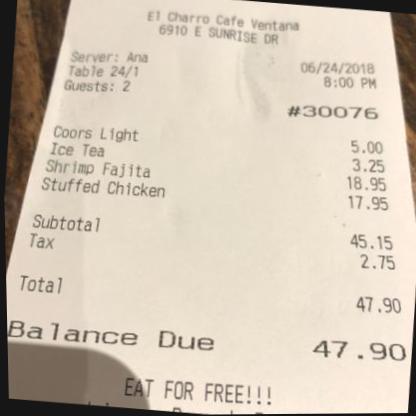 El Charro Cafe Ventana
6910 E SUNRISE DR
Server: Ana 06/24/2018
Table 24/1 8:00 PM
Guests: 2
#30076
Coors Light 5.00
Ice Tea 3.25
Shrimp Fajita 18.95
Stuffed Chicken 17.95
Subtotal 45.15
Tax 2.75
Total 47.90
Balance Due 47.90
EAT FOR FREE!!!